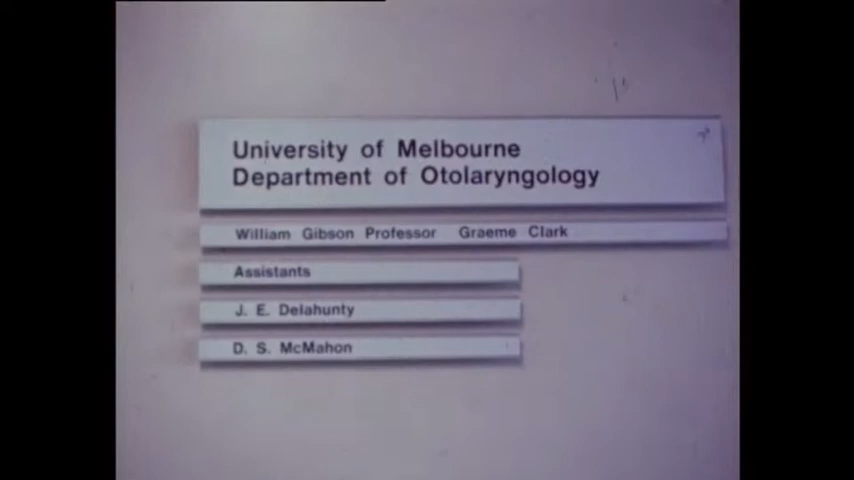 University of Melbourne
Department of Otolaryngology
William Gibson Professor Graeme Clark
Assistants
J. E. Delahunty
D. S. McMahon